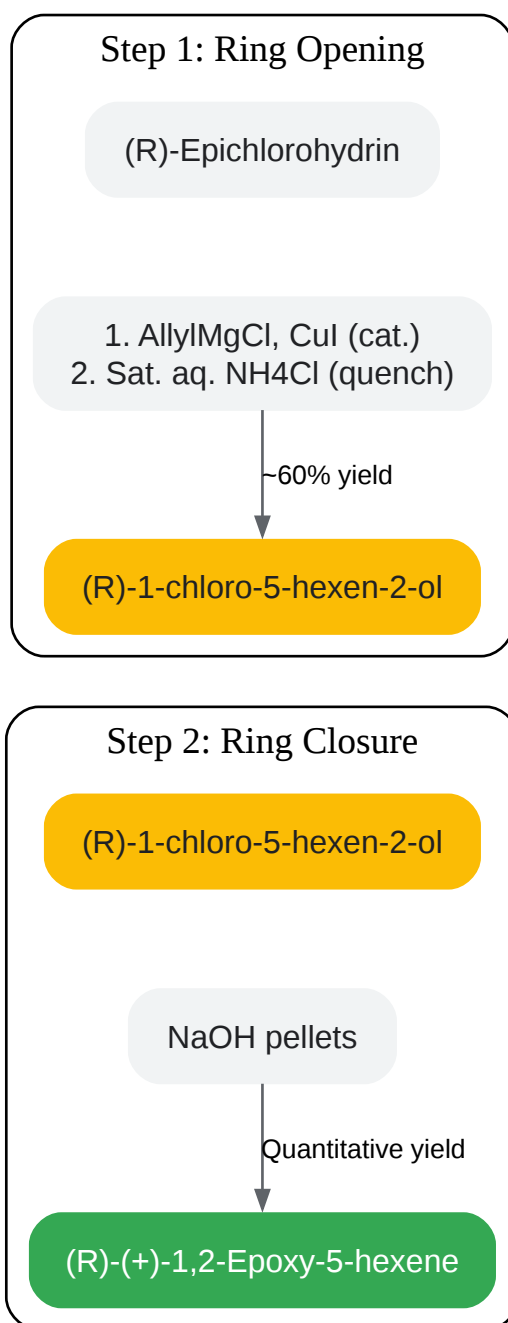 Step 1: Ring Opening
(R)-Epichlorohydrin
1. AllylMgCl, CuI (cat.)
2. Sat. aq. NH4Cl (quench)
~60% yield
(R)-1-chloro-5-hexen-2-ol
Step 2: Ring Closure
(R)-1-chloro-5-hexen-2-ol
NaOH pellets
Quantitative yield
(R)-(+)-1,2-Epoxy-5-hexene